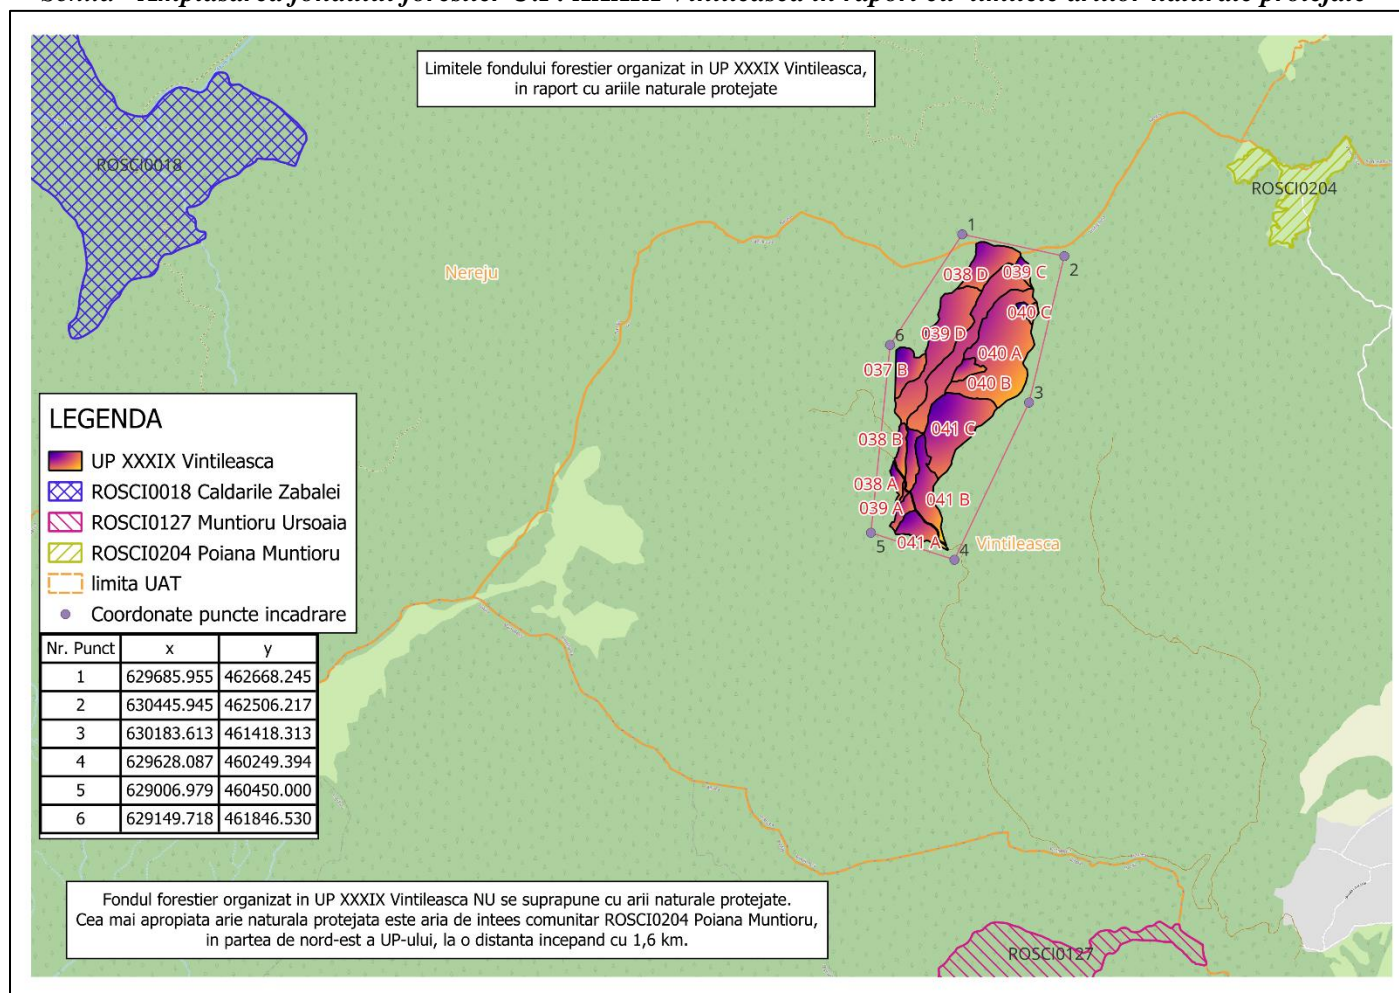 Limitele fondului forestier organizat in UP XXXIX Vintileasca,
in raport cu ariile naturale protejate
ROSCI0018
ROSCI0204
Nereju
1
2
038 D
039 C
040 C
6
039 D
040 A
037 B
040 B
3
041 C
038 B
038 A
041 B
039 A
5
041 A
4
Vintileasca
LEGENDA
UP XXXIX Vintileasca
ROSCI0018 Caldarile Zabalei
ROSCI0127 Muntioru Ursoaia
ROSCI0204 Poiana Muntioru
limita UAT
Coordonate puncte incadrare
Nr. Punct x y
1 629685.955 462668.245
2 630445.945 462506.217
3 630183.613 461418.313
4 629628.087 460249.394
5 629006.979 460450.000
6 629149.718 461846.530
Fondul forestier organizat in UP XXXIX Vintileasca NU se suprapune cu arii naturale protejate.
Cea mai apropiata arie naturala protejata este aria de intees comunitar ROSCI0204 Poiana Muntioru,
in partea de nord-est a UP-ului, la o distanta incepand cu 1,6 km.
ROSCI0127